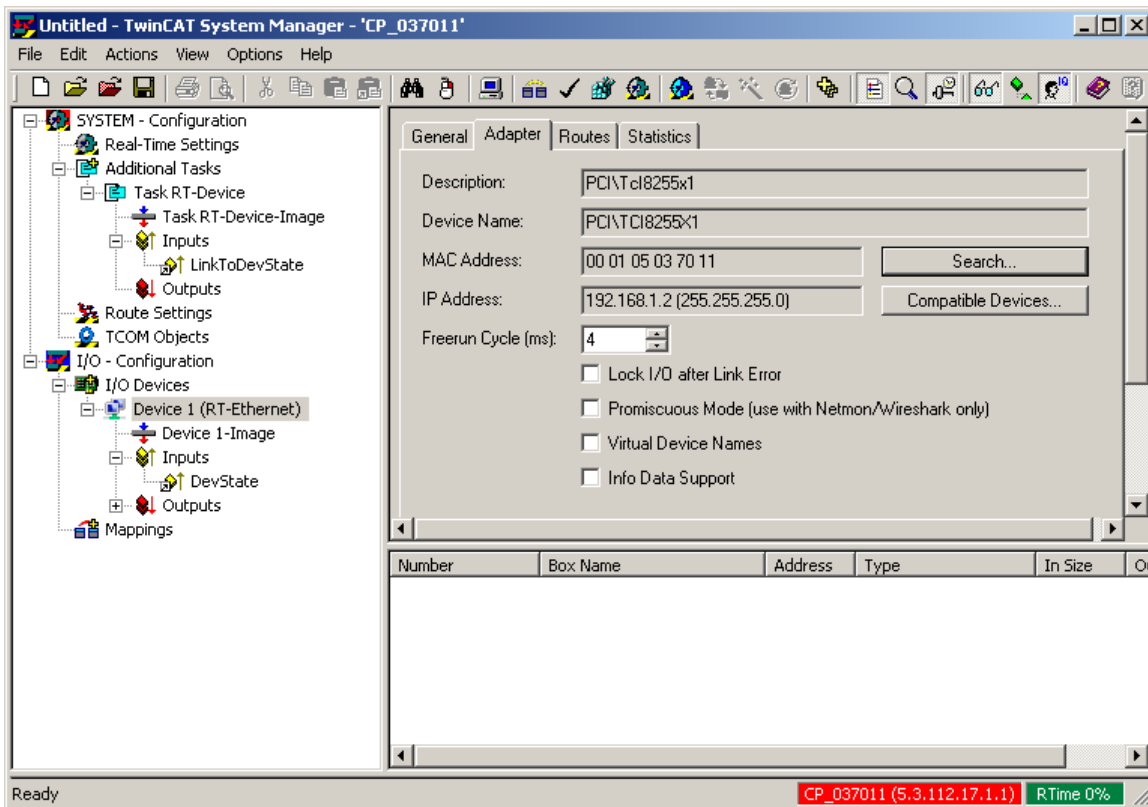 Untitled - TwinCAT System Manager - 'CP_037011'
File Edit Actions View Options Help
SYSTEM - Configuration
Real-Time Settings
Additional Tasks
Task RT-Device
Task RT-Device-Image
Inputs
LinkToDevState
Outputs
Route Settings
TCOM Objects
I/O - Configuration
I/O Devices
Device 1 (RT-Ethernet)
Device 1-Image
Inputs
DevState
Outputs
Mappings
General Adapter Routes Statistics
Description: PCI\TcI8255x1
Device Name: PCI\TCI8255X1
MAC Address: 00 01 05 03 70 11 Search...
IP Address: 192.168.1.2 (255.255.255.0) Compatible Devices...
Freerun Cycle (ms): 4
Lock I/O after Link Error
Promiscuous Mode (use with Netmon/Wireshark only)
Virtual Device Names
Info Data Support
Number Box Name Address Type In Size
Ready CP_037011 (5.3.112.17.1.1) RTime 0%